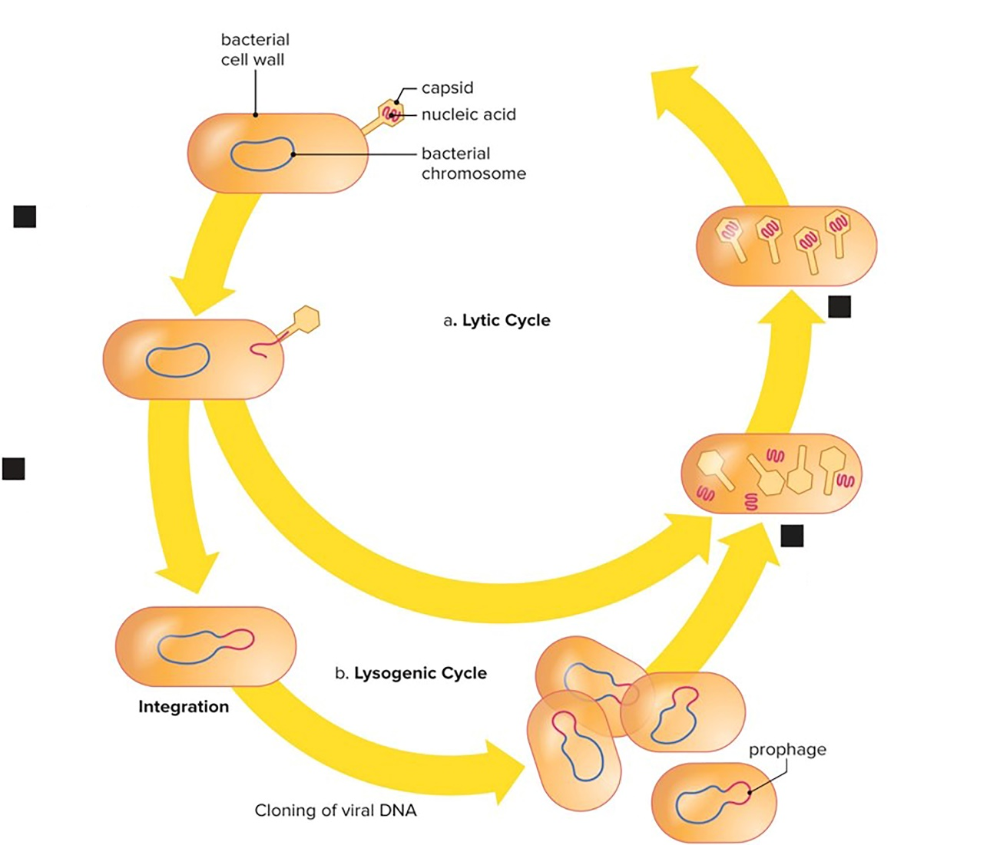 bacterial
cell wall
capsid
nucleic acid
bacterial
chromosome
a. Lytic Cycle
b. Lysogenic Cycle
Integration
prophage
Cloning of viral DNA